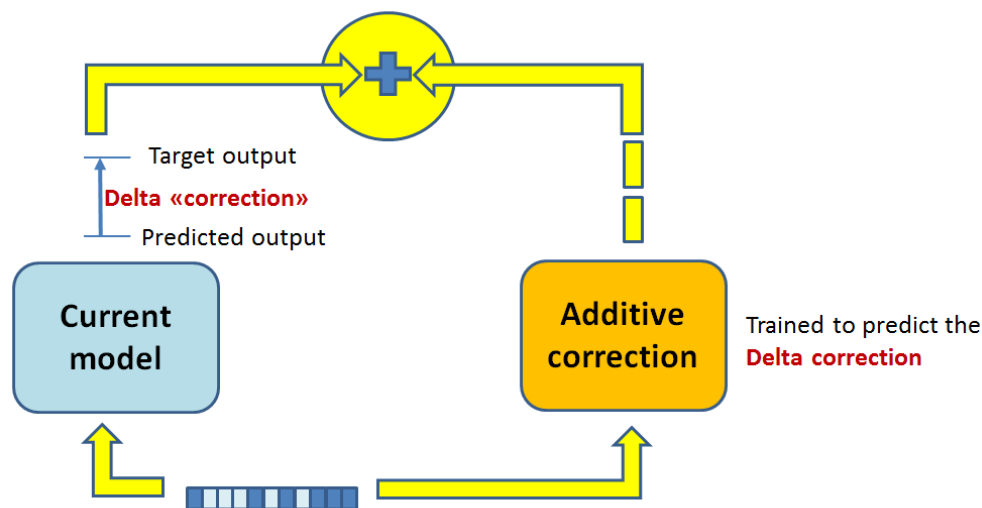 Target output
Delta «correction»
Predicted output
Current
model
Additive
correction
Trained to predict the
Delta correction